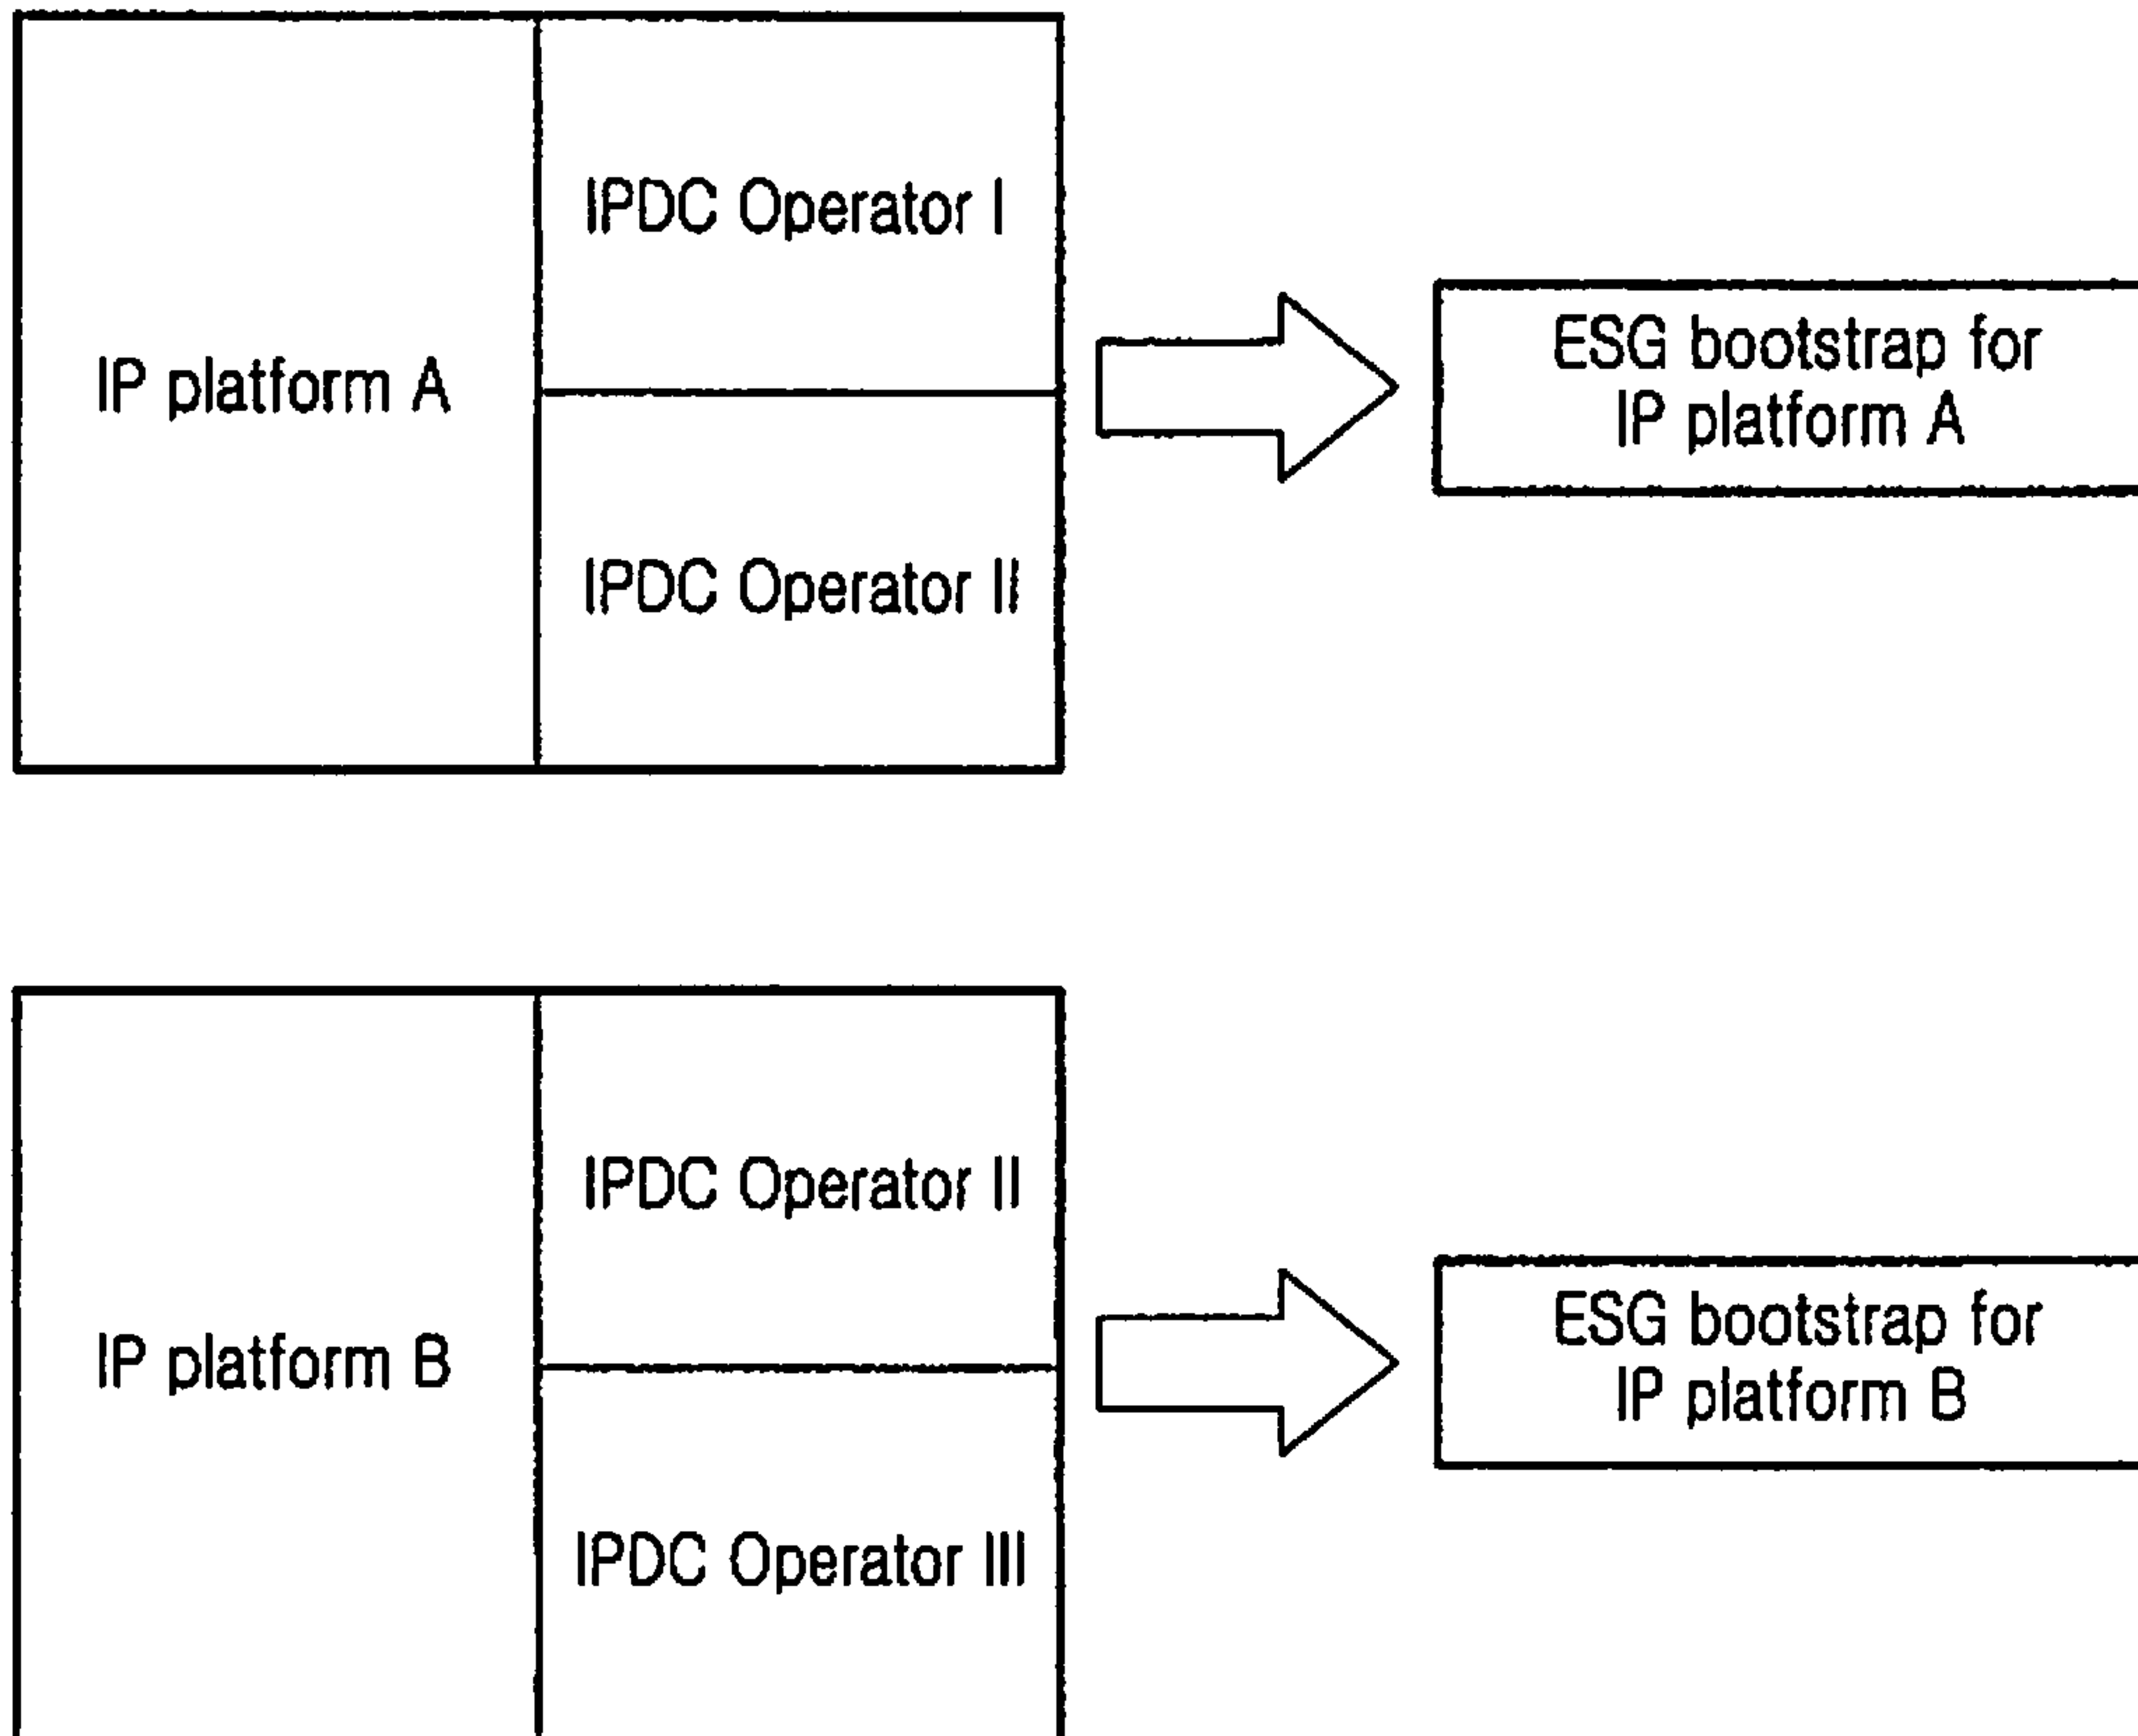 IPDC Operator I
IP platform A
ESG bootstrap for
IP platform A
IPDC Operator II
IPDC Operator II
IP platform B
ESG bootstrap for
IP platform B
IPDC Operator III